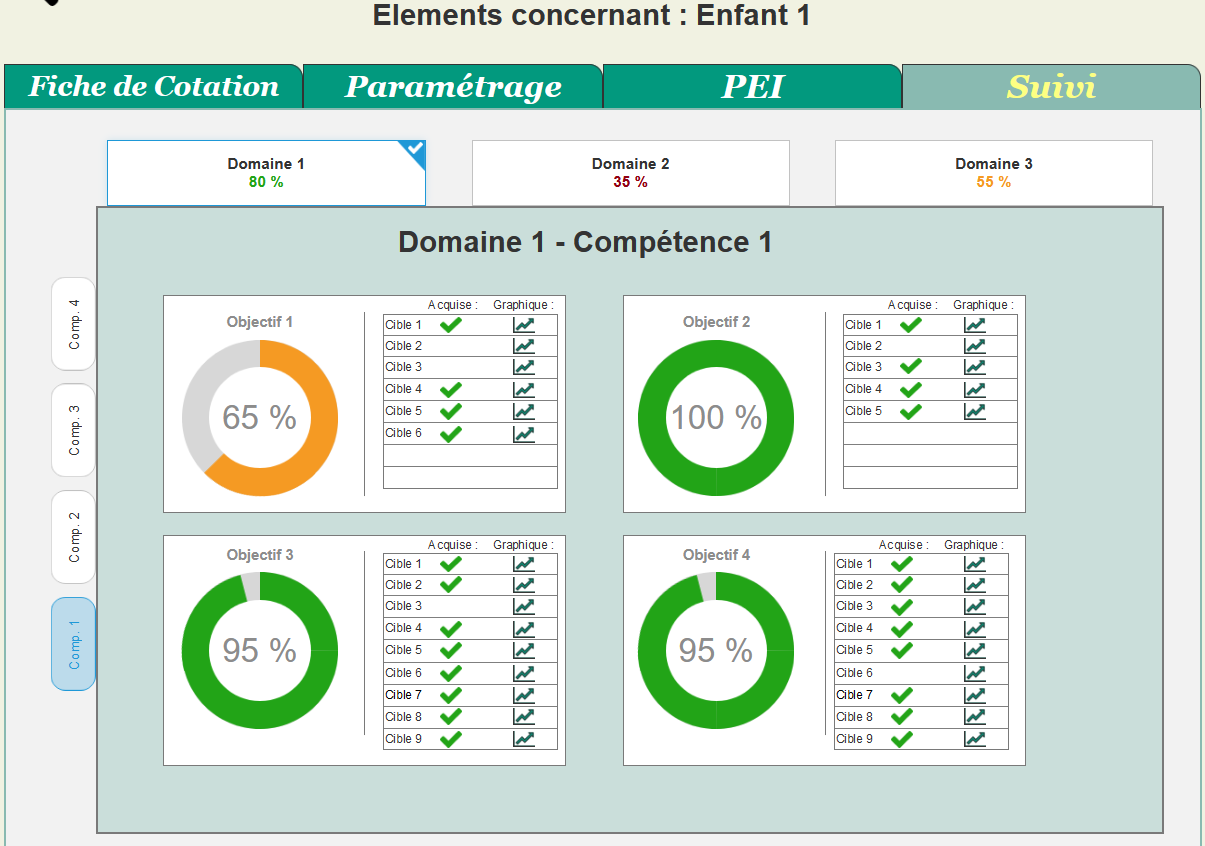 Elements concernant : Enfant 1
Fiche de Cotation
Paramétrage
PEI
Suivi
Domaine 1
80 %
Domaine 2
35 %
Domaine 3
55 %
Domaine 1 - Compétence 1
Comp. 4
Comp. 3
Comp. 2
Comp. 1
Objectif 1
65 %
Acquise : Graphique :
Cible 1
Cible 2
Cible 3
Cible 4
Cible 5
Cible 6
Objectif 2
100 %
Acquise : Graphique :
Cible 1
Cible 2
Cible 3
Cible 4
Cible 5
Objectif 3
95 %
Acquise : Graphique :
Cible 1
Cible 2
Cible 3
Cible 4
Cible 5
Cible 6
Cible 7
Cible 8
Cible 9
Objectif 4
95 %
Acquise : Graphique :
Cible 1
Cible 2
Cible 3
Cible 4
Cible 5
Cible 6
Cible 7
Cible 8
Cible 9